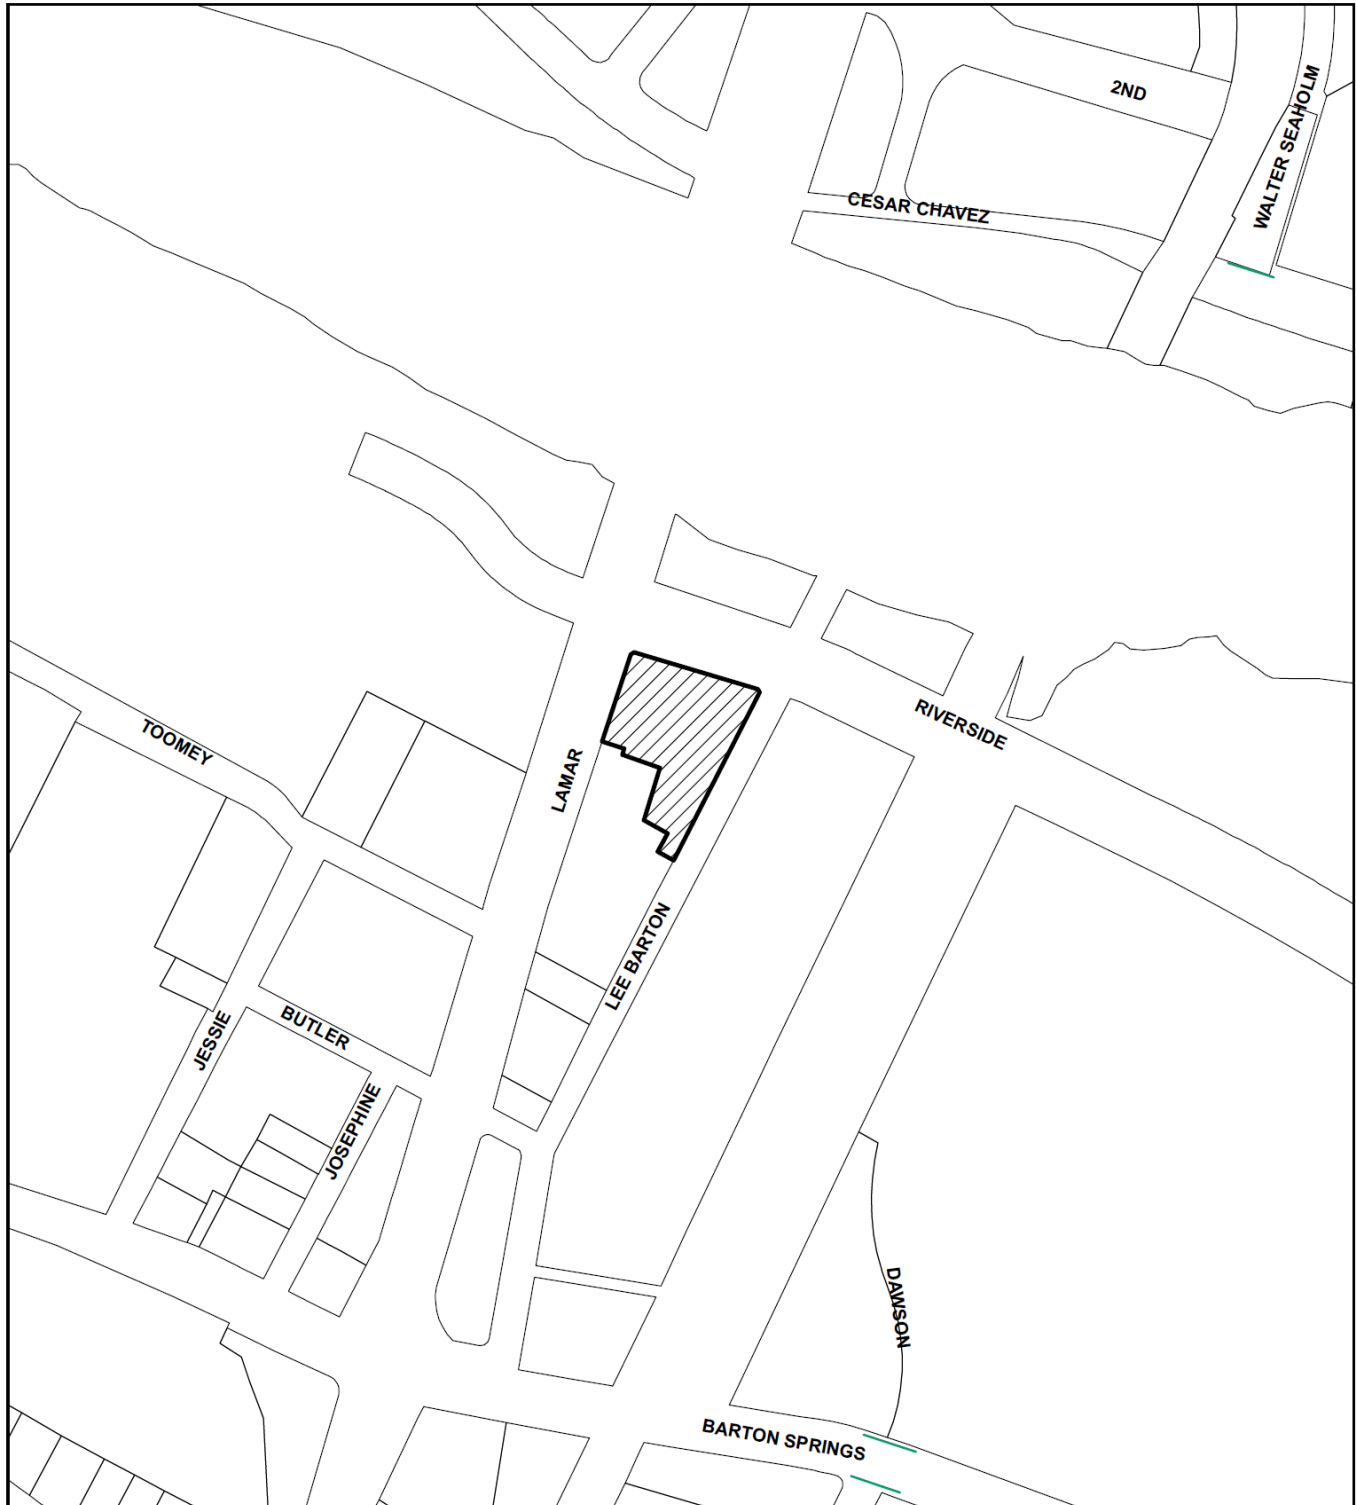 2ND
WALTER SEAHOLM
CESAR CHAVEZ
RIVERSIDE
TOOMEY
LAMAR
LEE BARTON
BUTLER
JESSIE
JOSEPHINE
DAWSON
BARTON SPRINGS